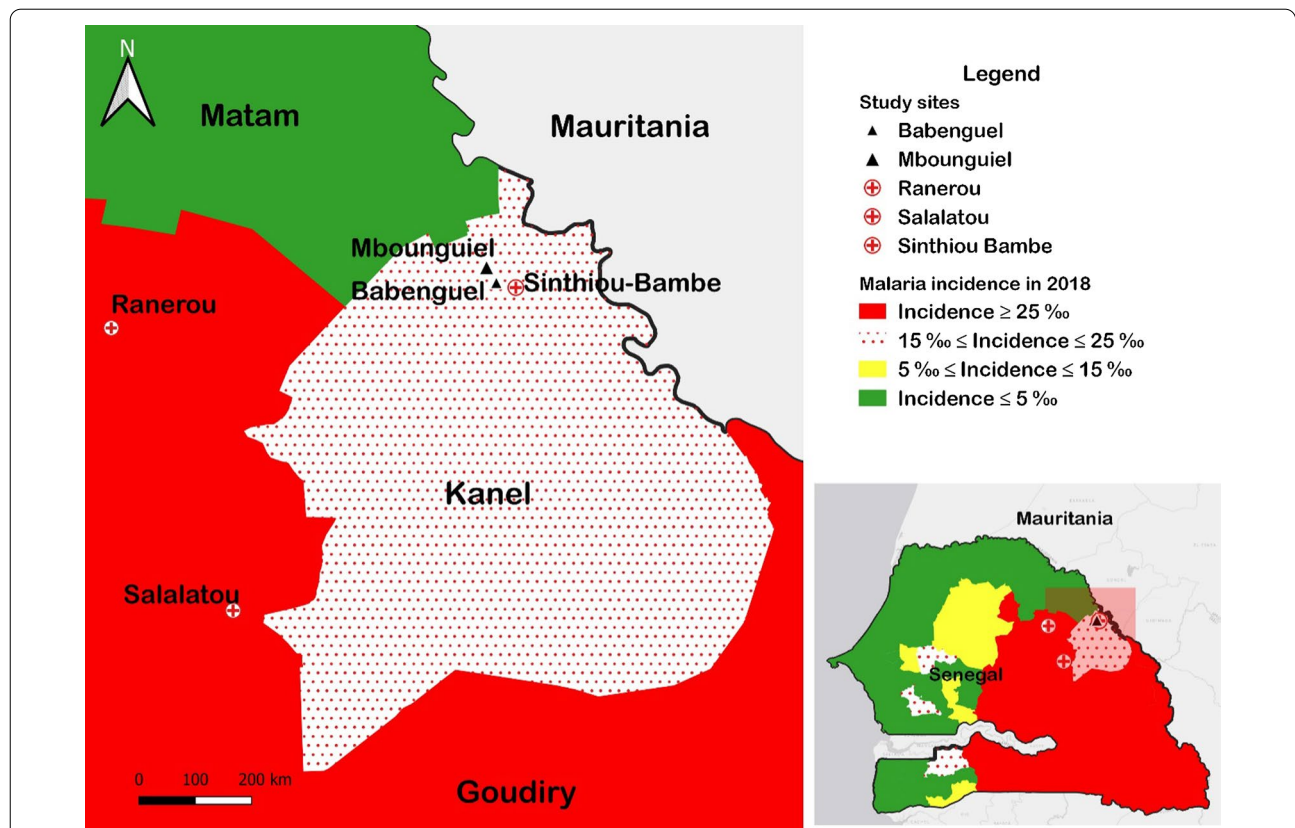 N
Matam
Mauritania
Mbounguiel
Babenguel
Sinthiou-Bambe
Ranerou
Kanel
Salalatou
0 100 200 km
Goudiry
Legend
Study sites
Babenguel
Mbounguiel
Ranerou
Salalatou
Sinthiou Bambe
Malaria incidence in 2018
Incidence ≥ 25 ‰
15 ‰ ≤ Incidence ≤ 25 ‰
5 ‰ ≤ Incidence ≤ 15 ‰
Incidence ≤ 5 ‰
Mauritania
Senegal